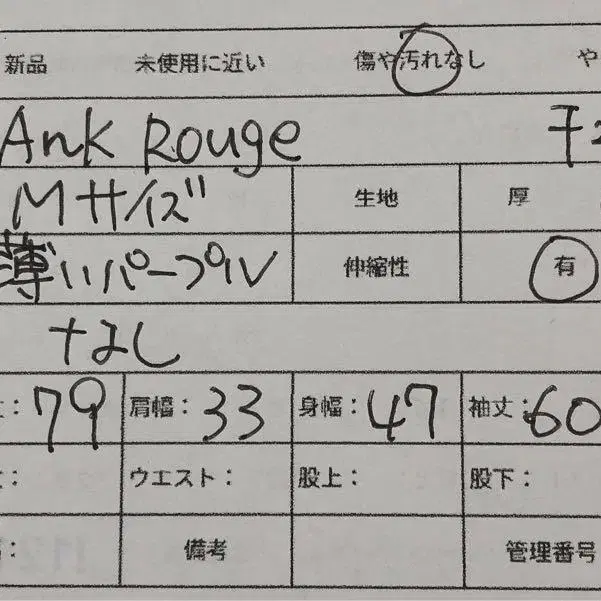 新品 未使用に近い 傷や汚れなし や
Ank Rouge
Mサイズ 生地 厚
薄いパープル 伸縮性 有
なし
：79 肩幅：33 身幅：47 袖丈：60
： ウエスト： 股上： 股下：
： 備考 管理番号